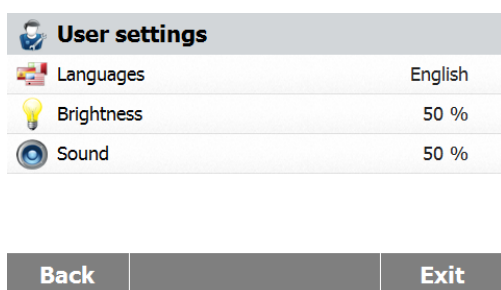 User settings
Languages English
Brightness 50 %
Sound 50 %
Back Exit